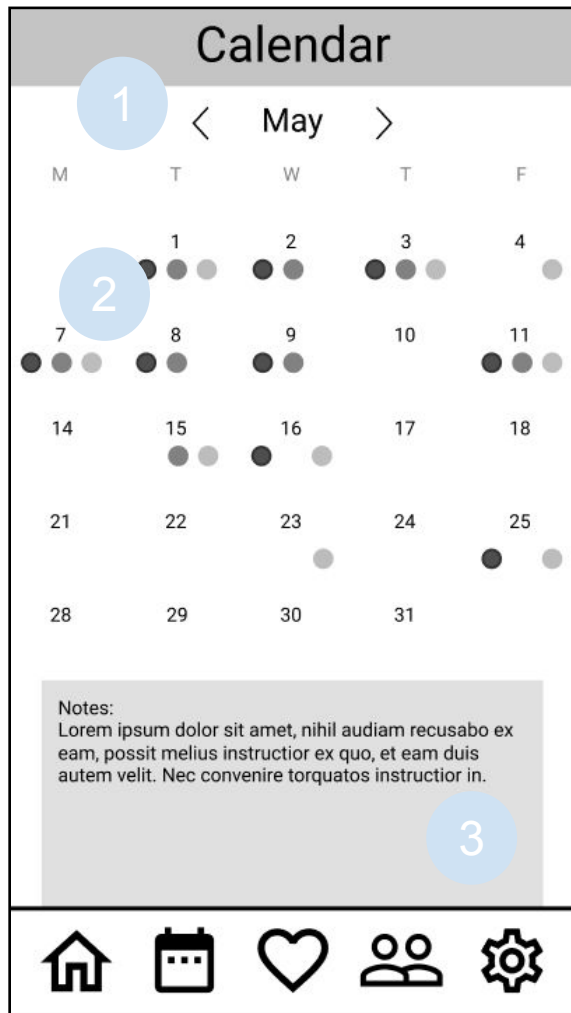 Calendar
1
< May >
M T W T F
1 2 3 4
2
7 8 9 10 11
14 15 16 17 18
21 22 23 24 25
28 29 30 31
Notes:
Lorem ipsum dolor sit amet, nihil audiam recusabo ex
eam, possit melius instructior ex quo, et eam duis
autem velit. Nec convenire torquatos instructior in.
3